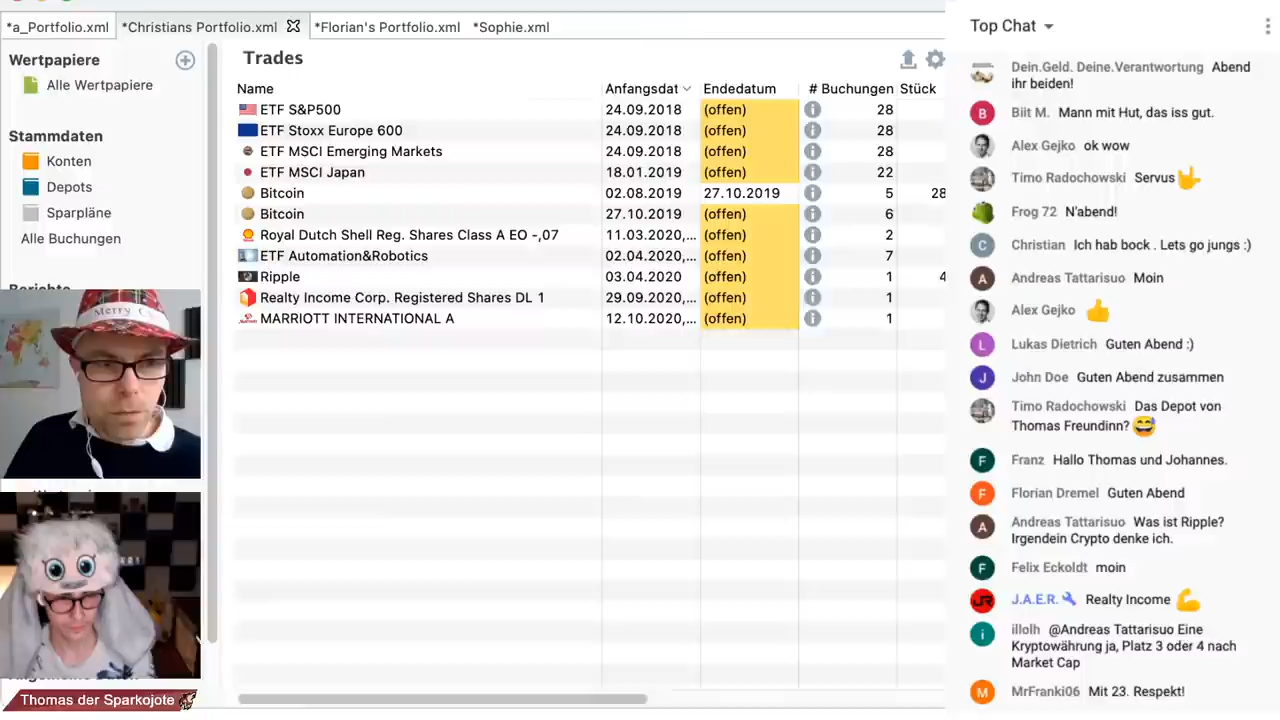 *a_Portfolio.xml
*Christians Portfolio.xml
*Florian's Portfolio.xml
*Sophie.xml
Wertpapiere
Alle Wertpapiere
Stammdaten
Konten
Depots
Sparpläne
Alle Buchungen
Berichte
Trades
Name Anfangsdat Endedatum # Buchungen Stück
ETF S&P500 24.09.2018 (offen) 28
ETF Stoxx Europe 600 24.09.2018 (offen) 28
ETF MSCI Emerging Markets 24.09.2018 (offen) 28
ETF MSCI Japan 18.01.2019 (offen) 22
Bitcoin 02.08.2019 27.10.2019 5 28
Bitcoin 27.10.2019 (offen) 6
Royal Dutch Shell Reg. Shares Class A EO -,07 11.03.2020,... (offen) 2
ETF Automation&Robotics 02.04.2020,... (offen) 7
Ripple 03.04.2020 (offen) 1 4
Realty Income Corp. Registered Shares DL 1 29.09.2020,... (offen) 1
MARRIOTT INTERNATIONAL A 12.10.2020,... (offen) 1
Thomas der Sparkojote
Top Chat
Dein.Geld. Deine.Verantwortung Abend
ihr beiden!
B Biit M. Mann mit Hut, das iss gut.
Alex Gejko ok wow
Timo Radochowski Servus🤟
Frog 72 N'abend!
C Christian Ich hab bock . Lets go jungs :)
A Andreas Tattarisuo Moin
Alex Gejko 👍
L Lukas Dietrich Guten Abend :)
J John Doe Guten Abend zusammen
Timo Radochowski Das Depot von
Thomas Freundinn? 😅
F Franz Hallo Thomas und Johannes.
F Florian Dremel Guten Abend
A Andreas Tattarisuo Was ist Ripple?
Irgendein Crypto denke ich.
F Felix Eckoldt moin
JR J.A.E.R. Realty Income 💪
i illolh @Andreas Tattarisuo Eine
Kryptowährung ja, Platz 3 oder 4 nach
Market Cap
M MrFranki06 Mit 23. Respekt!